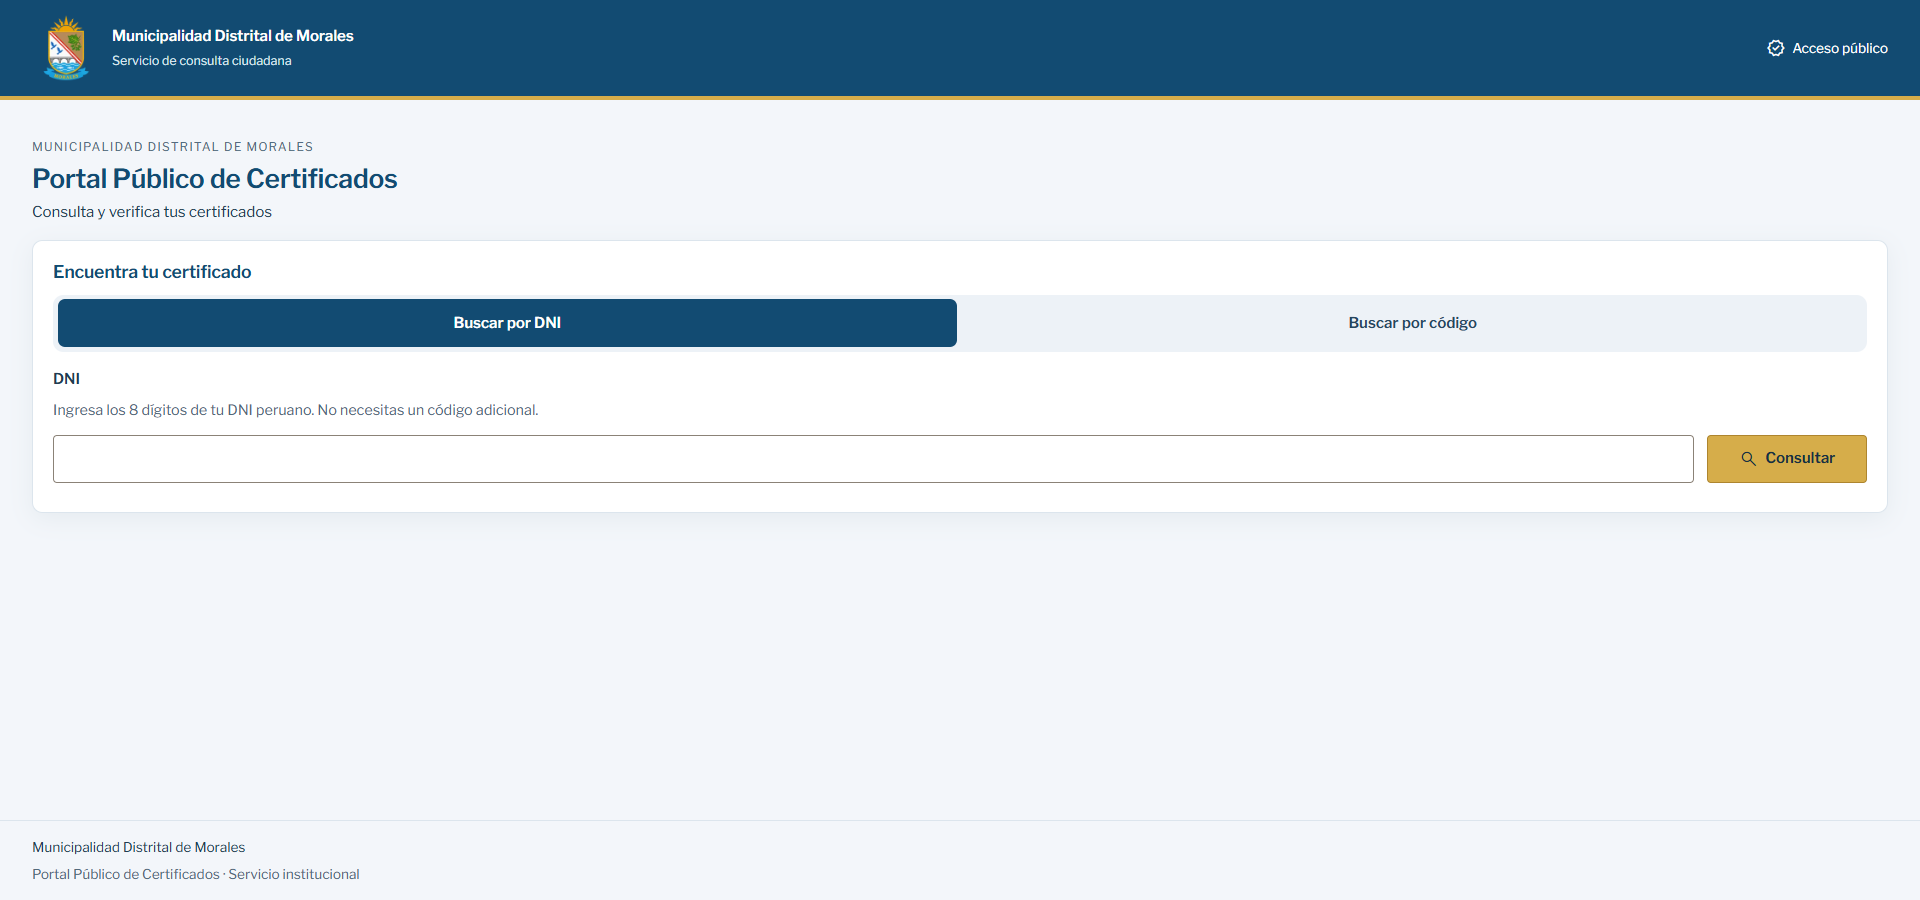 Municipalidad Distrital de Morales
Servicio de consulta ciudadana
Acceso público
MUNICIPALIDAD DISTRITAL DE MORALES
Portal Público de Certificados
Consulta y verifica tus certificados
Encuentra tu certificado
Buscar por DNI
Buscar por código
DNI
Ingresa los 8 dígitos de tu DNI peruano. No necesitas un código adicional.
Consultar
Municipalidad Distrital de Morales
Portal Público de Certificados · Servicio institucional